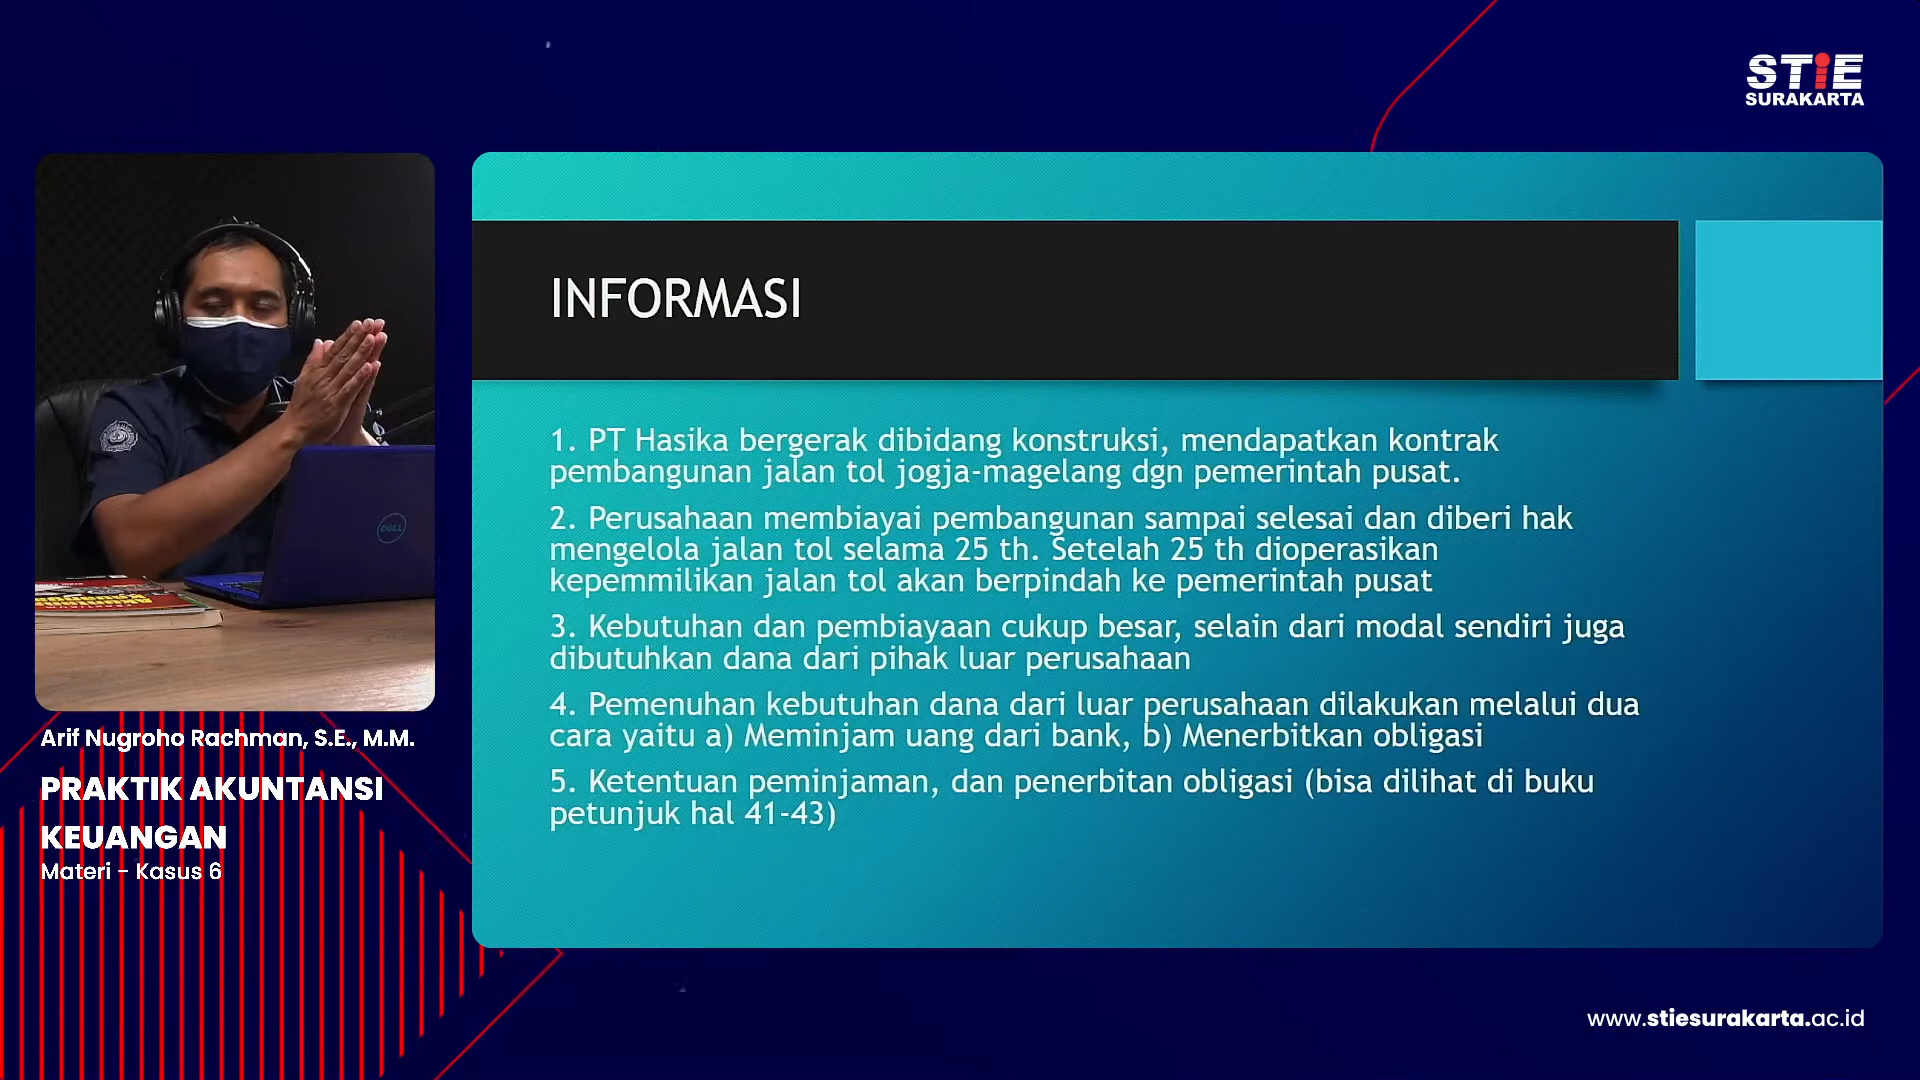 STiE
SURAKARTA
INFORMASI
1. PT Hasika bergerak dibidang konstruksi, mendapatkan kontrak
pembangunan jalan tol jogja-magelang dgn pemerintah pusat.
2. Perusahaan membiayai pembangunan sampai selesai dan diberi hak
mengelola jalan tol selama 25 th. Setelah 25 th dioperasikan
kepemmilikan jalan tol akan berpindah ke pemerintah pusat
3. Kebutuhan dan pembiayaan cukup besar, selain dari modal sendiri juga
dibutuhkan dana dari pihak luar perusahaan
4. Pemenuhan kebutuhan dana dari luar perusahaan dilakukan melalui dua
cara yaitu a) Meminjam uang dari bank, b) Menerbitkan obligasi
5. Ketentuan peminjaman, dan penerbitan obligasi (bisa dilihat di buku
petunjuk hal 41-43)
DELL
Arif Nugroho Rachman, S.E., M.M.
PRAKTIK AKUNTANSI
KEUANGAN
Materi - Kasus 6
www.stiesurakarta.ac.id